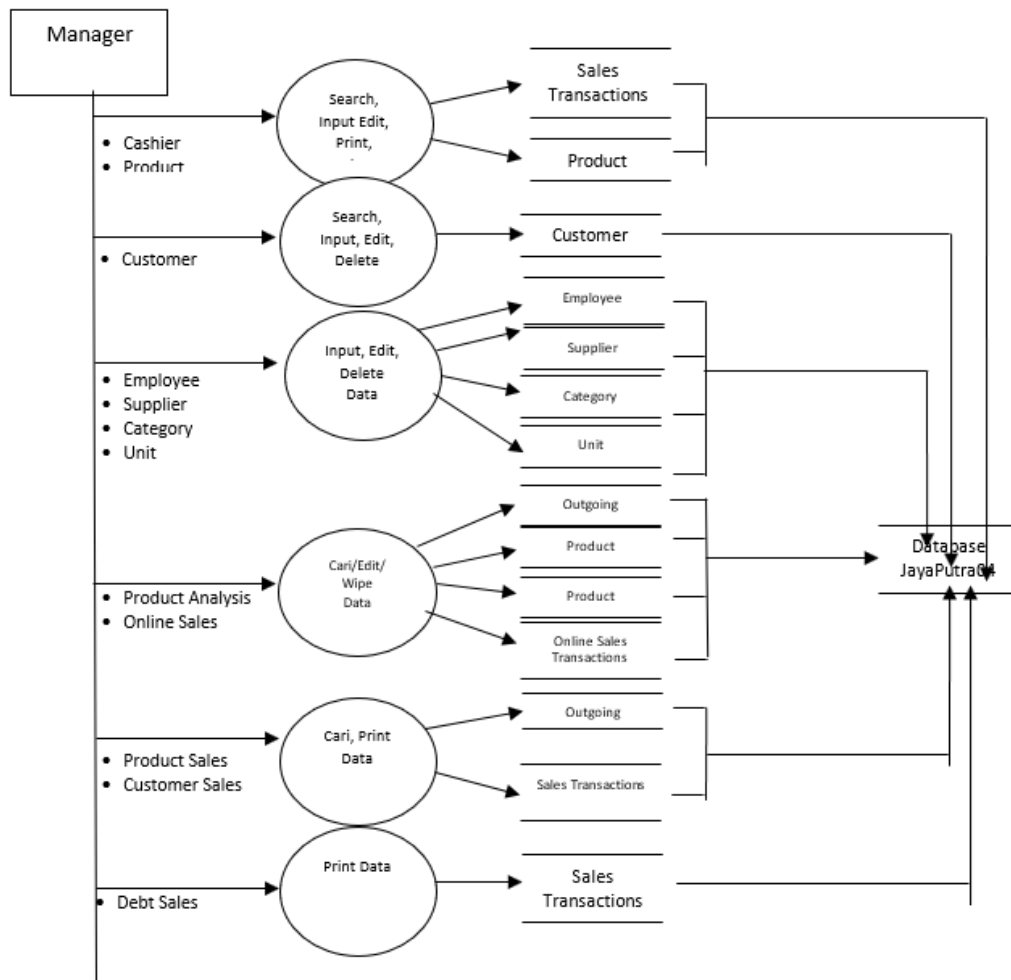 Manager
• Cashier
• Product
Search,
Input Edit,
Print,
Sales
Transactions
Product
• Customer
Search,
Input, Edit,
Delete
Customer
• Employee
• Supplier
• Category
• Unit
Input, Edit,
Delete
Data
Employee
Supplier
Category
Unit
• Product Analysis
• Online Sales
Cari/Edit/
Wipe
Data
Outgoing
Product
Product
Online Sales
Transactions
Database
JayaPutra04
• Product Sales
• Customer Sales
Cari, Print
Data
Outgoing
Sales Transactions
• Debt Sales
Print Data
Sales
Transactions